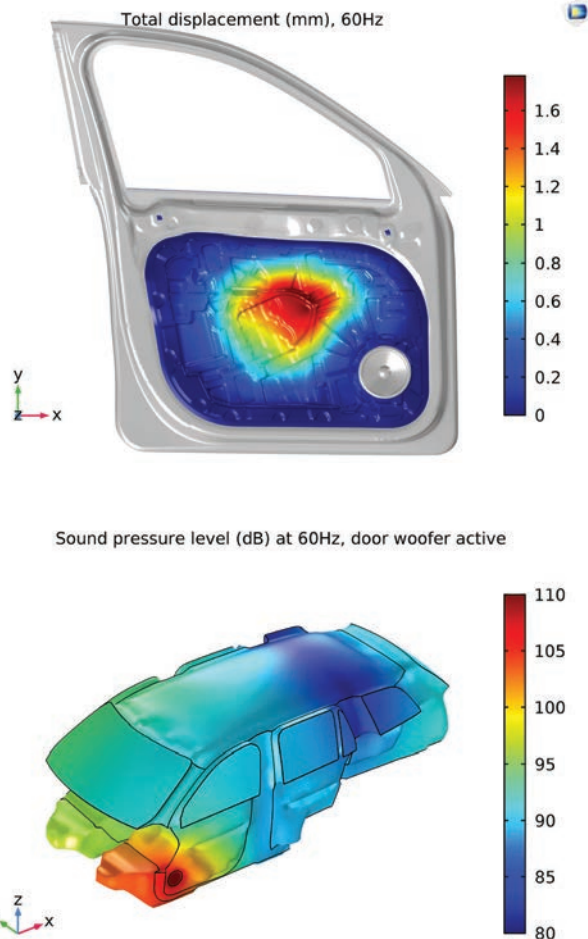 Total displacement (mm), 60Hz
1.6
1.4
1.2
1
0.8
0.6
0.4
0.2
0
y
z x
Sound pressure level (dB) at 60Hz, door woofer active
110
105
100
95
90
85
80
z
x